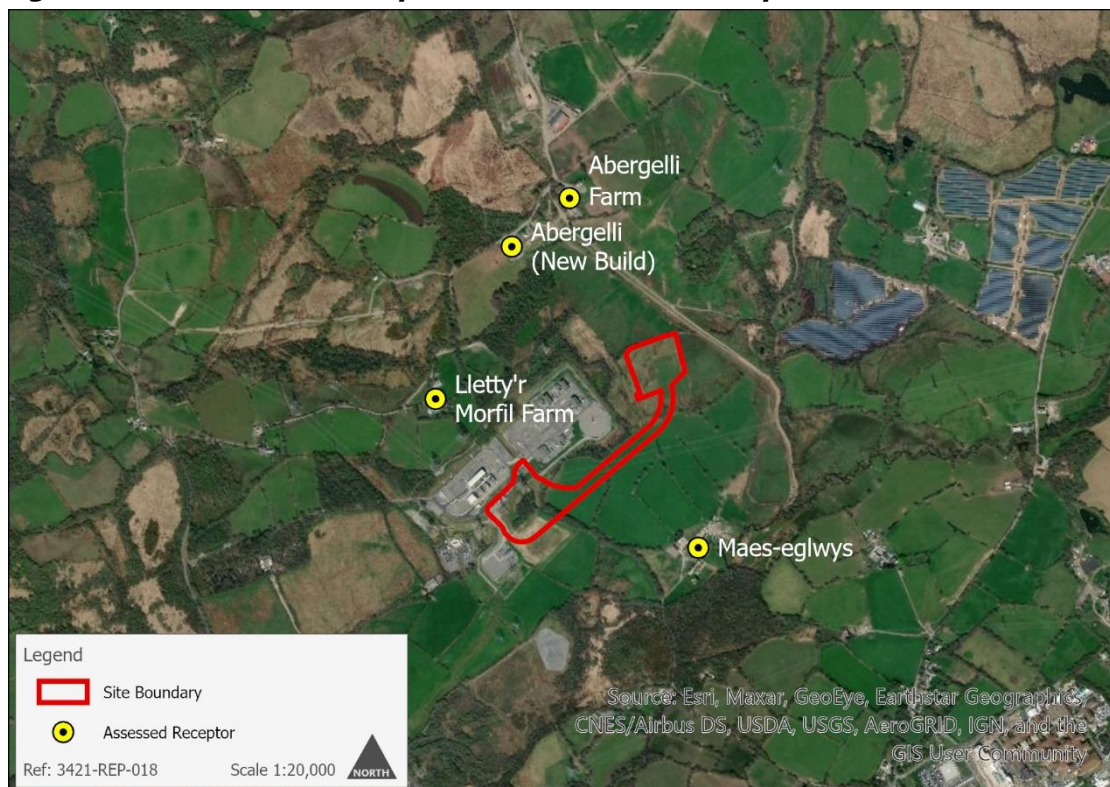 Abergelli
Farm
Abergelli
(New Build)
Lletty'r
Morfil Farm
Maes-eglwys
Legend
Site Boundary
Assessed Receptor
Ref: 3421-REP-018
Scale 1:20,000
NORTH
Source: Esri, Maxar, GeoEye, Earthstar Geographics,
CNES/Airbus DS, USDA, USGS, AeroGRID, IGN, and the
GIS User Community